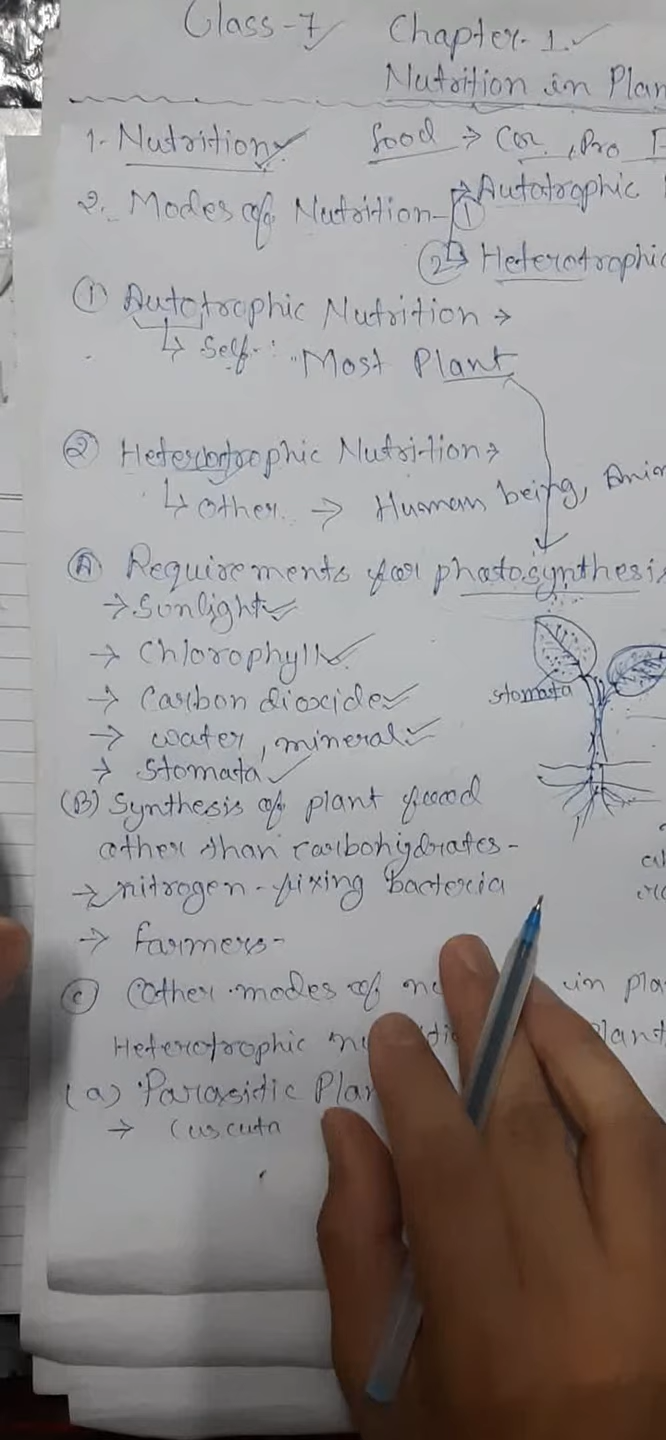 Class-7 Chapter-1.
Nutrition in Plan
1. Nutrition food → Car, Pro F
2. Modes of Nutrition - ① Autotrophic
② Heterotrophic
① Autotrophic Nutrition →
↳ Self- Most Plant
② Heterotrophic Nutrition →
↳ Other. → Human being, Anim
Ⓐ Requirements for photosynthesis
→ Sunlight
→ Chlorophyll
→ Carbon dioxide
→ water, mineral
→ Stomata
stomata
(B) Synthesis of plant food
other than carbohydrates-
→ nitrogen-fixing bacteria
→ farmers-
Ⓒ Other modes of in pla
Heterotrophic Plant
(a) Parasitic Plan
→ Cuscuta